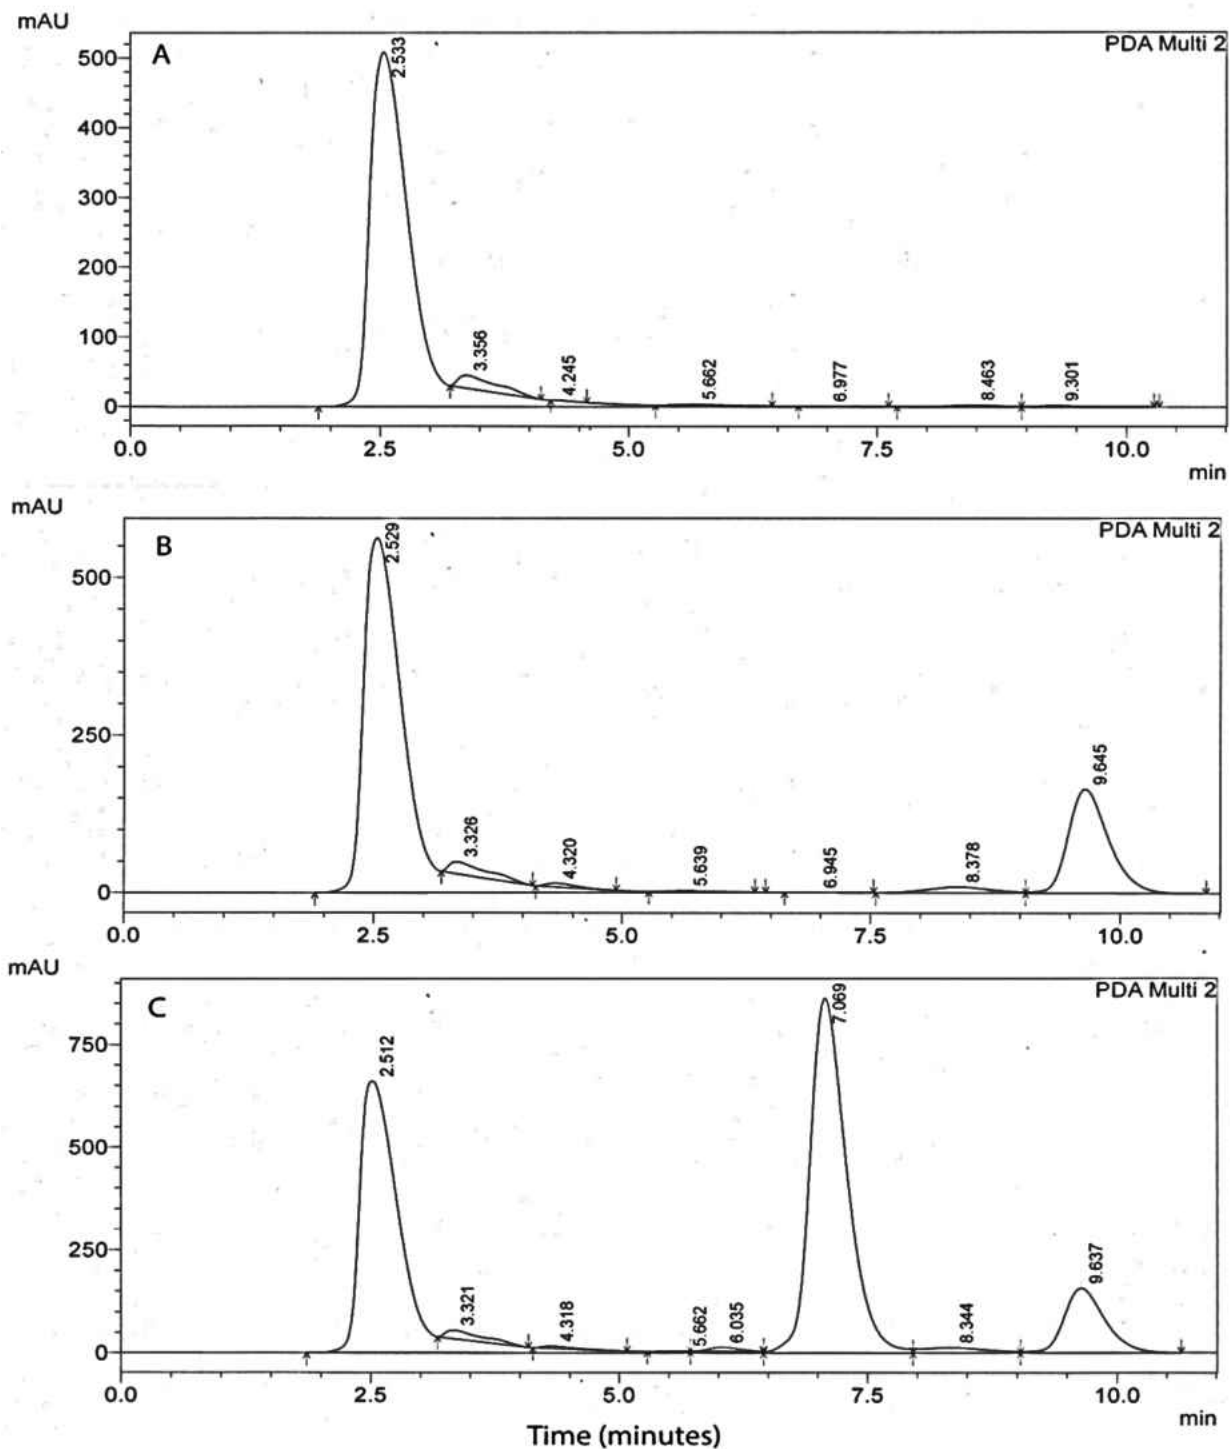 mAU
A
PDA Multi 2
500
400
300
200
100
0
2.533
3.356
4.245
5.662
6.977
8.463
9.301
0.0 2.5 5.0 7.5 10.0
min
mAU
B
PDA Multi 2
500
250
0
2.529
3.326
4.320
5.639
6.945
8.378
9.645
0.0 2.5 5.0 7.5 10.0
mAU
C
PDA Multi 2
750
500
250
0
2.512
3.321
4.318
5.662
6.035
7.069
8.344
9.637
0.0 2.5 5.0 7.5 10.0
min
Time (minutes)